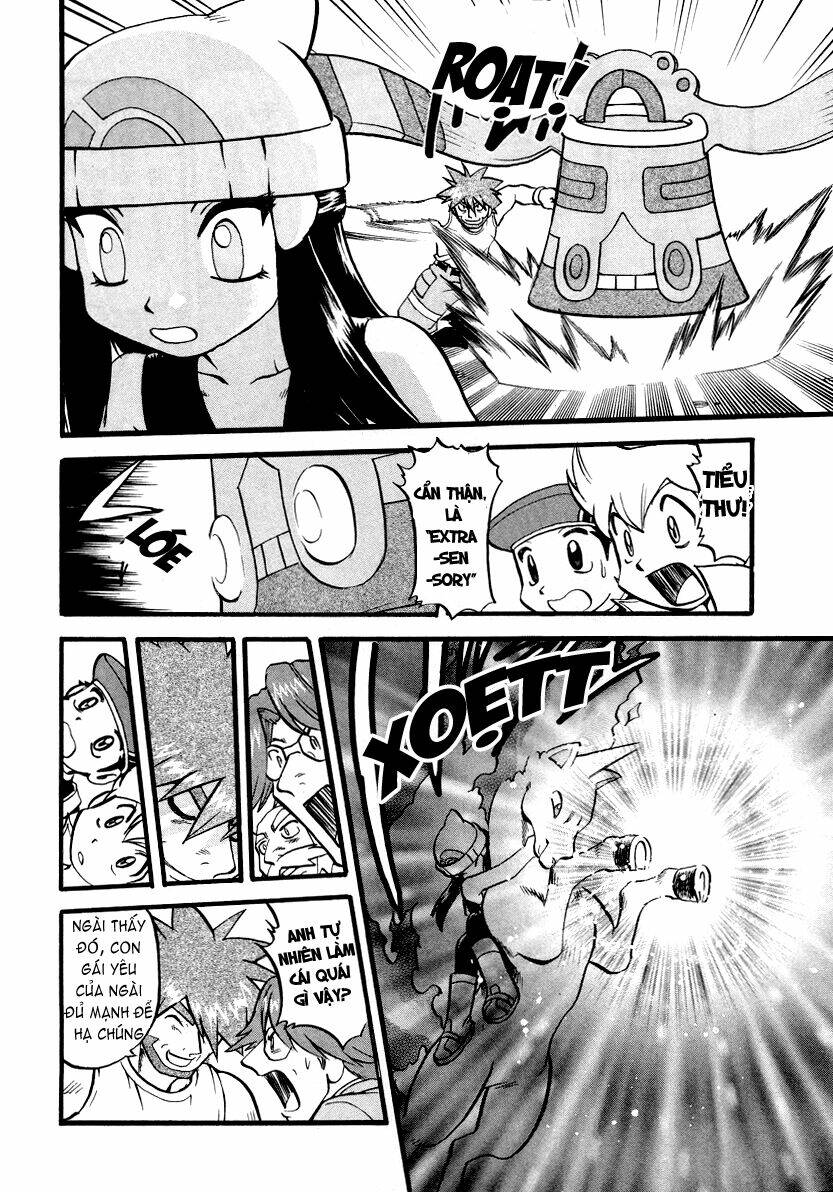 ROẠT!
TIỂU
THƯ!
CẨN THẬN,
LÀ
"EXTRA
-SEN
-SORY"
LÓE
XOẸTT
ANH TỰ
NHIÊN LÀM
CÁI QUÁI
GÌ VẬY?
NGÀI THẤY
ĐÓ, CON
GÁI YÊU
CỦA NGÀI
ĐỦ MẠNH ĐỂ
HẠ CHÚNG